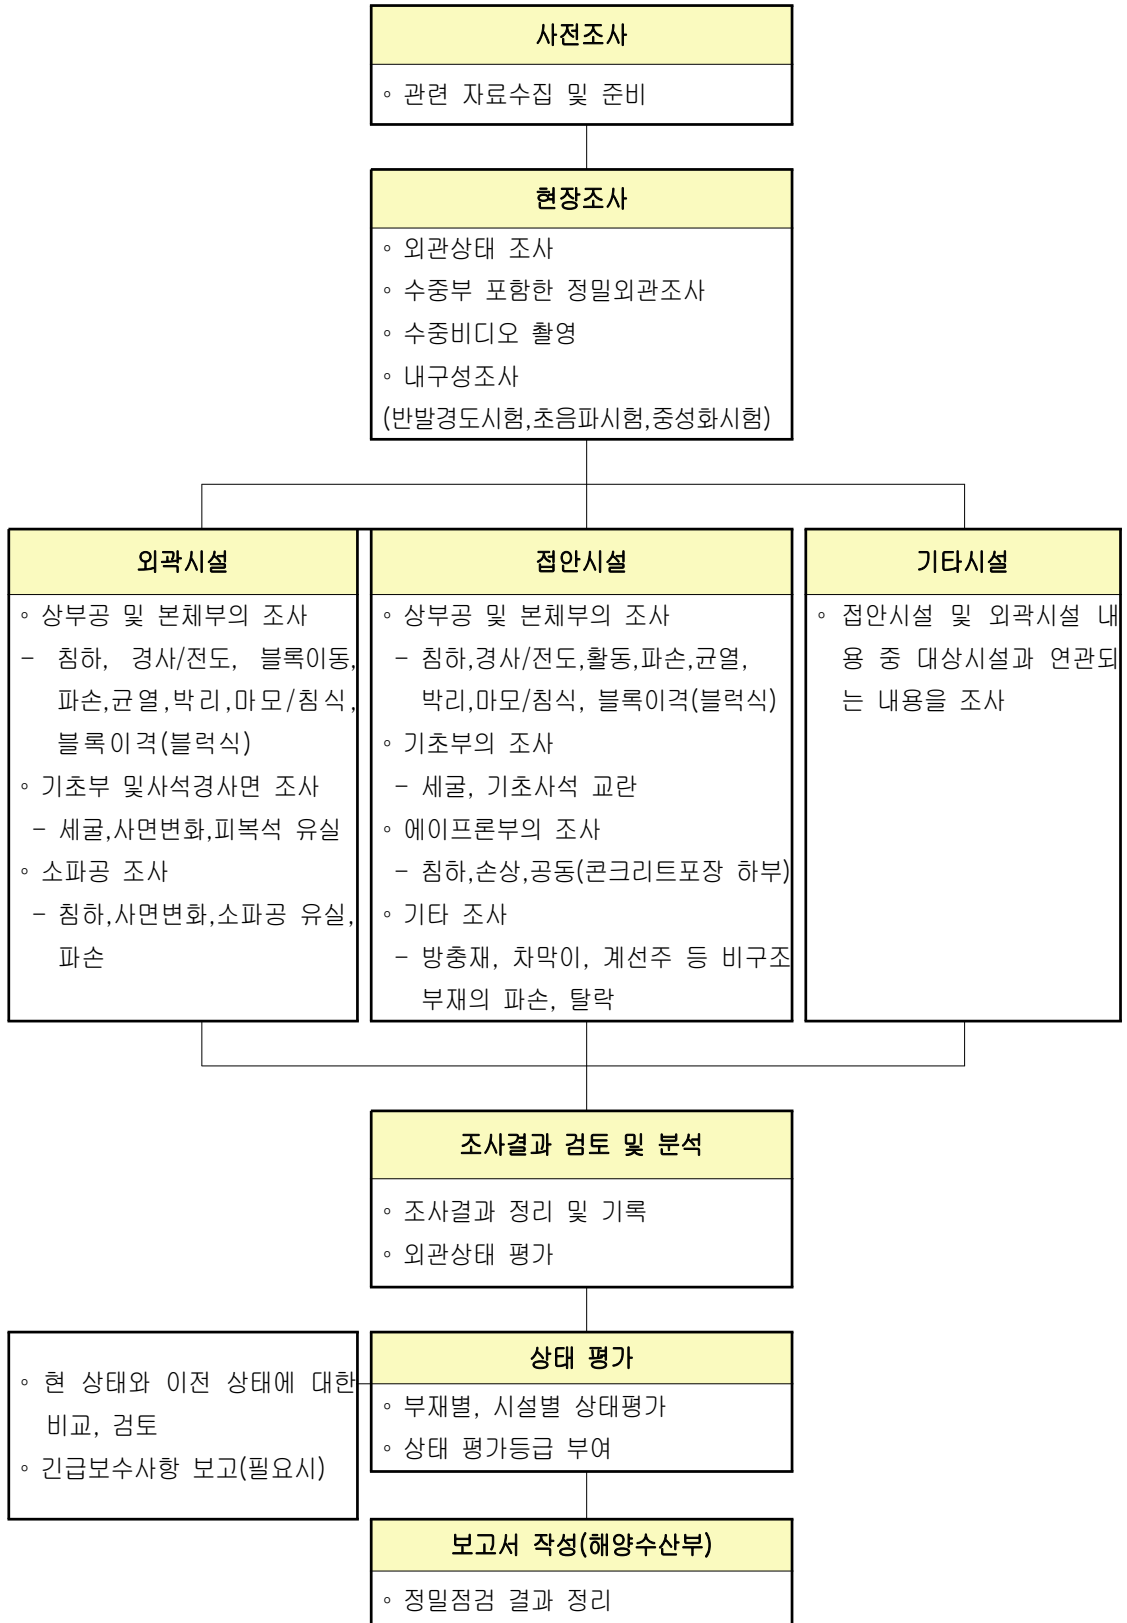 사전조사
◦ 관련 자료수집 및 준비
현장조사
◦ 외관상태 조사
◦ 수중부 포함한 정밀외관조사
◦ 수중비디오 촬영
◦ 내구성조사
(반발경도시험,초음파시험,중성화시험)
외곽시설
◦ 상부공 및 본체부의 조사
- 침하, 경사/전도, 블록이동,
파손,균열,박리,마모/침식,
블록이격(블럭식)
◦ 기초부 및사석경사면 조사
- 세굴,사면변화,피복석 유실
◦ 소파공 조사
- 침하,사면변화,소파공 유실,
파손
접안시설
◦ 상부공 및 본체부의 조사
- 침하,경사/전도,활동,파손,균열,
박리,마모/침식, 블록이격(블럭식)
◦ 기초부의 조사
- 세굴, 기초사석 교란
◦ 에이프론부의 조사
- 침하,손상,공동(콘크리트포장 하부)
◦ 기타 조사
- 방충재, 차막이, 계선주 등 비구조
부재의 파손, 탈락
기타시설
◦ 접안시설 및 외곽시설 내
용 중 대상시설과 연관되
는 내용을 조사
조사결과 검토 및 분석
◦ 조사결과 정리 및 기록
◦ 외관상태 평가
◦ 현 상태와 이전 상태에 대한
비교, 검토
◦ 긴급보수사항 보고(필요시)
상태 평가
◦ 부재별, 시설별 상태평가
◦ 상태 평가등급 부여
보고서 작성(해양수산부)
◦ 정밀점검 결과 정리